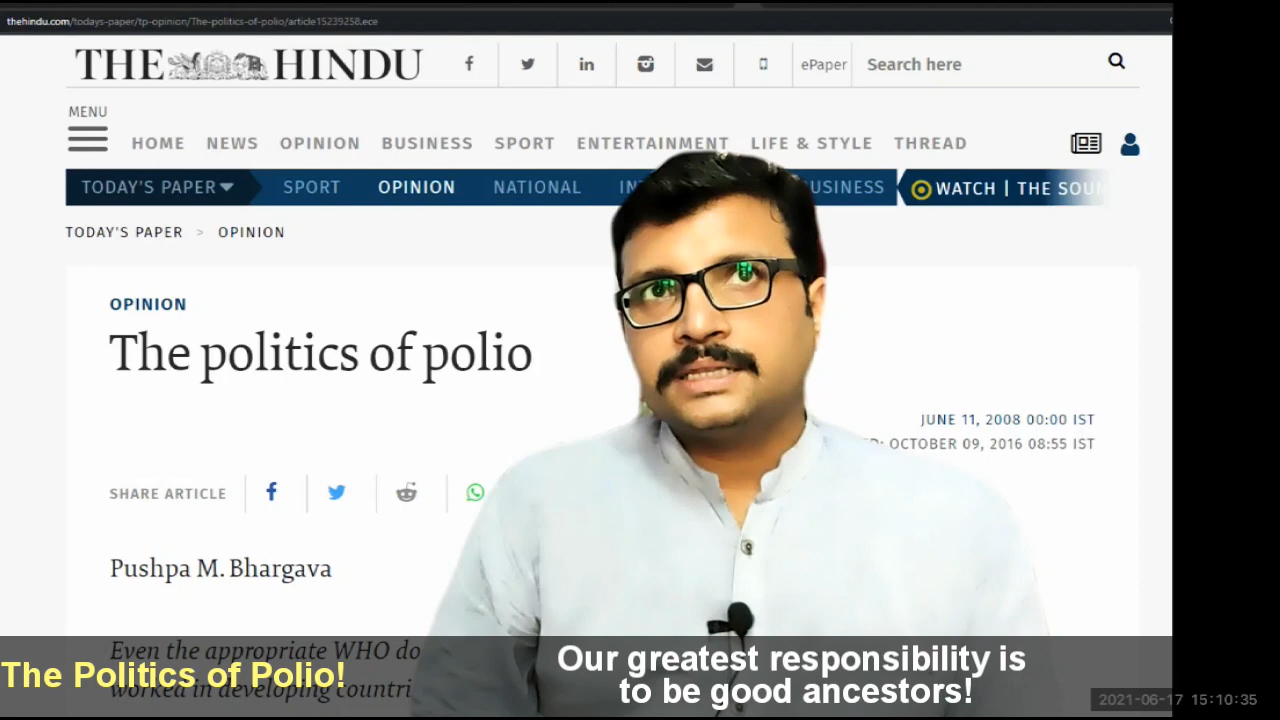 thehindu.com/todays-paper/tp-opinion/The-politics-of-polio/article15239258.ece
THE HINDU
ePaper
Search here
MENU
HOME NEWS OPINION BUSINESS SPORT ENTERTAINMENT LIFE & STYLE THREAD
TODAY'S PAPER SPORT OPINION NATIONAL BUSINESS WATCH | THE SOUN
TODAY'S PAPER > OPINION
OPINION
The politics of polio
JUNE 11, 2008 00:00 IST
OCTOBER 09, 2016 08:55 IST
SHARE ARTICLE
Pushpa M. Bhargava
Even the appropriate WHO do
worked in developing countri
The Politics of Polio!
Our greatest responsibility is
to be good ancestors!
2021-06-17 15:10:35